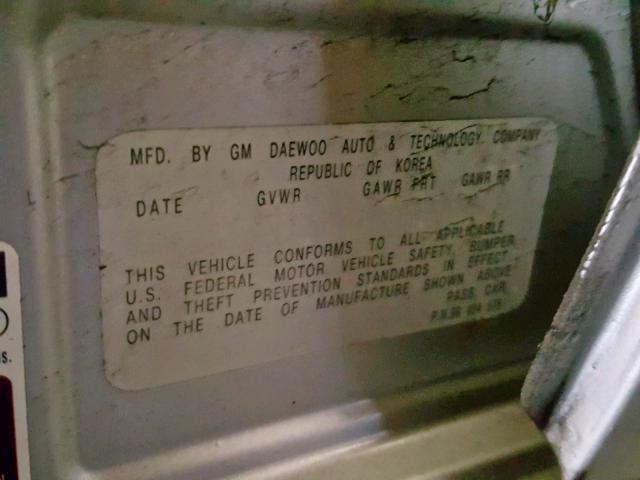 MFD. BY GM DAEWOO AUTO & TECHNOLOGY COMPANY
REPUBLIC OF KOREA
DATE GVWR GAWR FRT GAWR RR
THIS VEHICLE CONFORMS TO ALL APPLICABLE
U.S. FEDERAL MOTOR VEHICLE SAFETY, BUMPER
AND THEFT PREVENTION STANDARDS IN EFFECT
ON THE DATE OF MANUFACTURE SHOWN ABOVE
PASS CAR
P.N.96